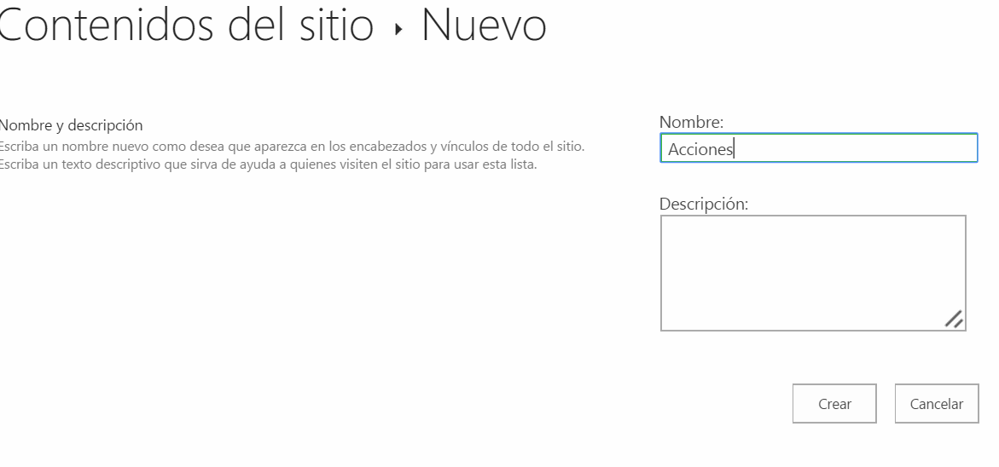 Contenidos del sitio ▸ Nuevo
Nombre y descripción
Escriba un nombre nuevo como desea que aparezca en los encabezados y vínculos de todo el sitio.
Escriba un texto descriptivo que sirva de ayuda a quienes visiten el sitio para usar esta lista.
Nombre:
Acciones
Descripción:
Crear
Cancelar